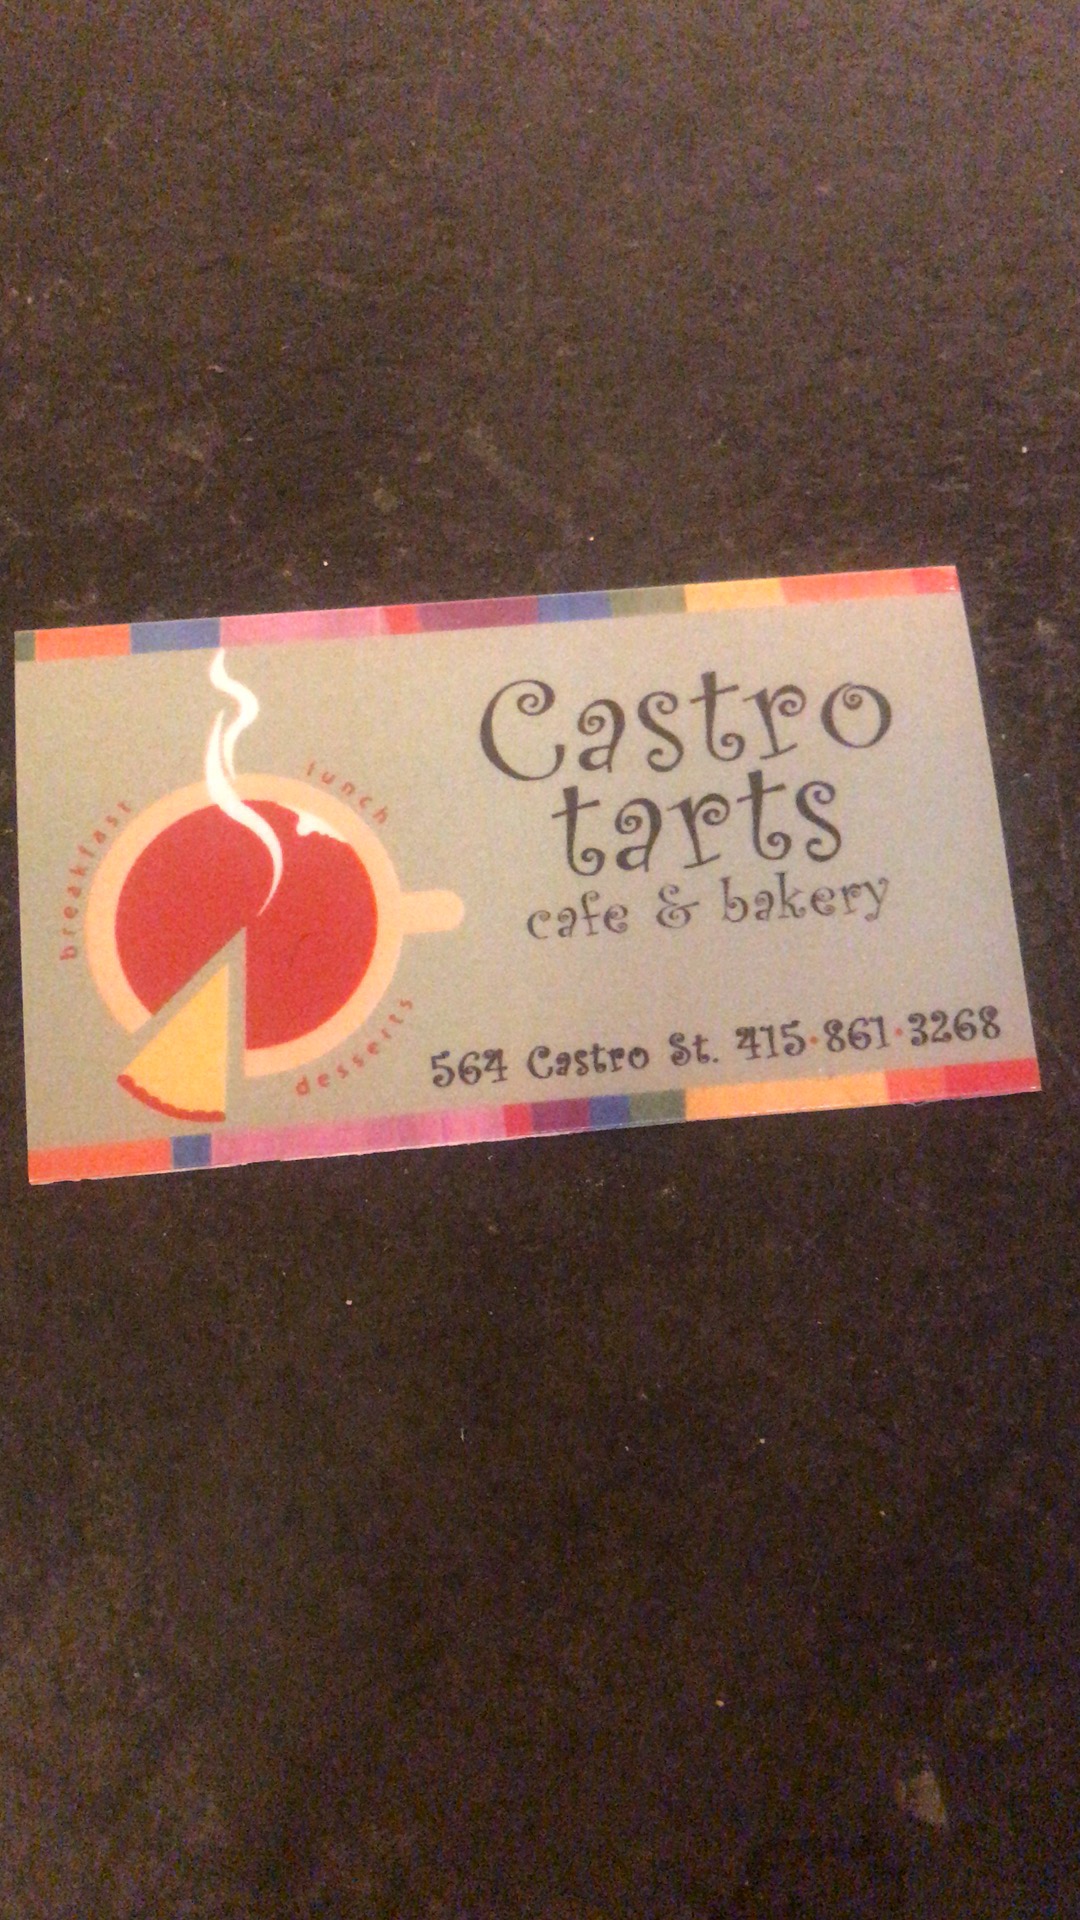 breakfast
lunch
desserts
Castro
tarts
cafe & bakery
564 Castro St. 415·861·3268